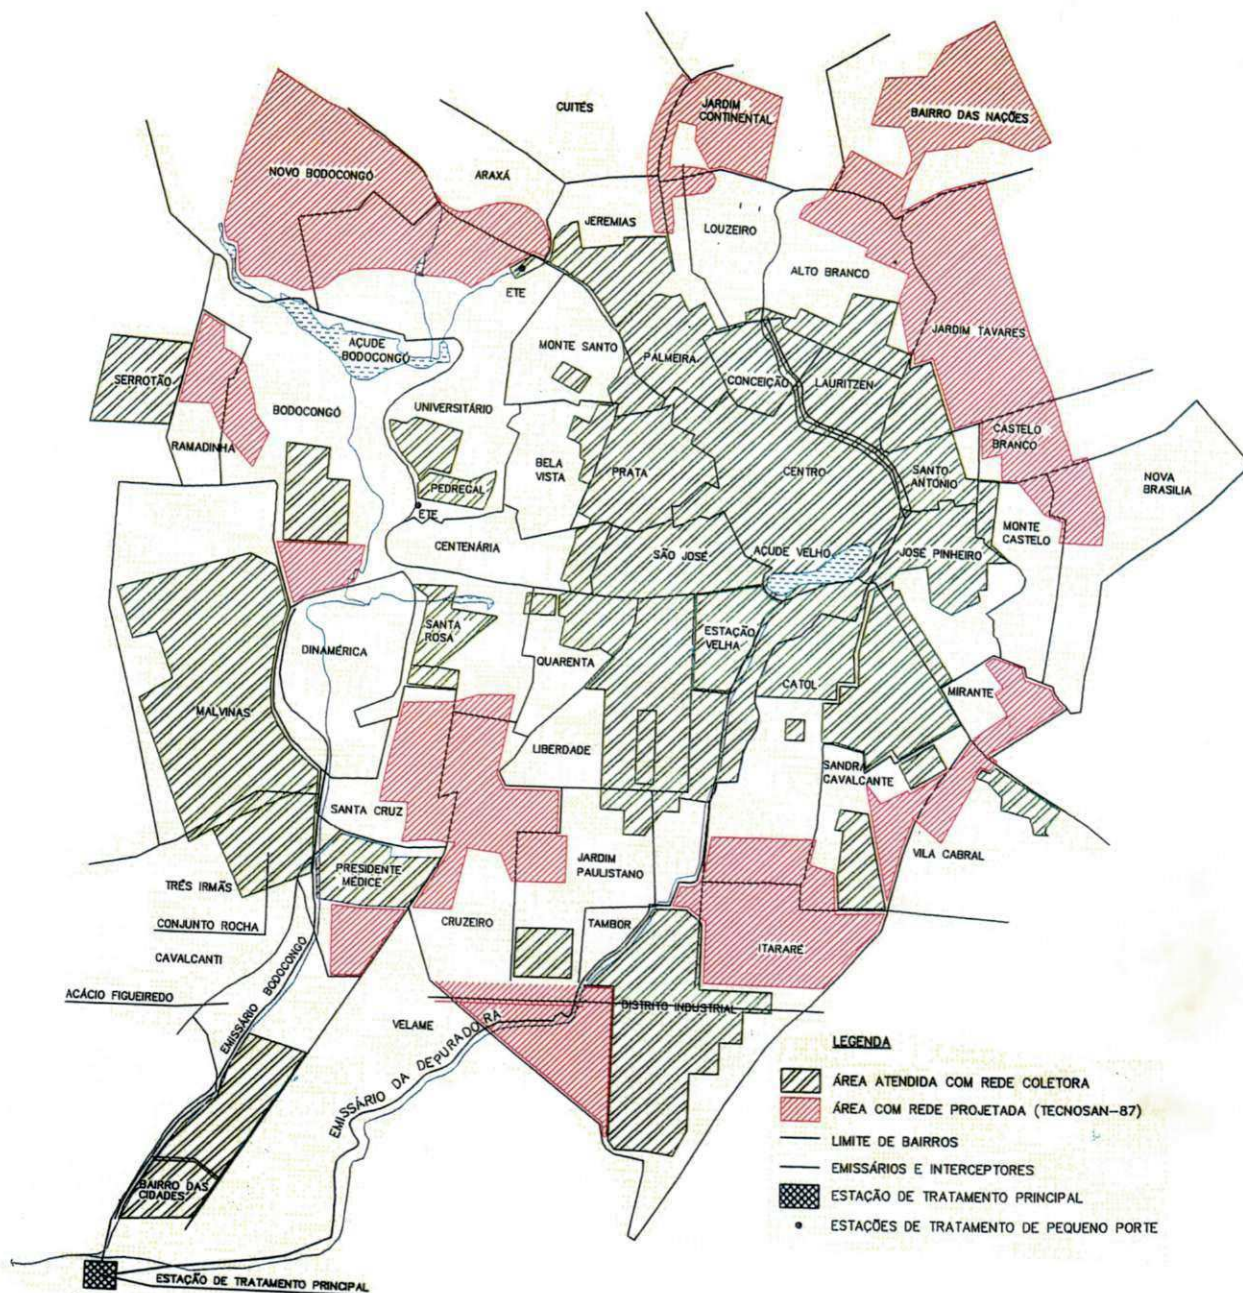 CUITÉS
JARDIM
CONTINENTAL
BAIRRO DAS NAÇÕES
NOVO BODOCONGÓ
ARAXÁ
JEREMIAS
LOUZEIRO
ALTO BRANCO
ETE
JARDIM TAVARES
AÇUDE
BODOCONGÓ
MONTE SANTO
PALMEIRA
CONCEIÇÃO
LAURITZEN
SERROTÃO
BODOCONGÓ
UNIVERSITÁRIO
RAMADINHA
CASTELO
BRANCO
BELA
VISTA
PRATA
CENTRO
SANTO
ANTÔNIO
NOVA
BRASILIA
PEDREGAL
ETE
MONTE
CASTELO
CENTENÁRIA
SÃO JOSÉ
AÇUDE VELHO
JOSÉ PINHEIRO
SANTA
ROSA
DINAMÉRICA
QUARENTA
ESTAÇÃO
VELHA
CATOL
MIRANTE
MALVINAS
LIBERDADE
SANDRA
CAVALCANTE
SANTA CRUZ
VILA CABRAL
PRESIDENTE
MÉDICE
JARDIM
PAULISTANO
TRÊS IRMÃS
CONJUNTO ROCHA
CAVALCANTI
CRUZEIRO
TAMBOR
ITARARÉ
ACÁCIO FIGUEIREDO
EMISSÁRIO BODOCONGÓ
VELAME
DISTRITO INDUSTRIAL
EMISSÁRIO DA DEPURADORA
BAIRRO DAS
CIDADES
ESTAÇÃO DE TRATAMENTO PRINCIPAL
LEGENDA
ÁREA ATENDIDA COM REDE COLETORA
ÁREA COM REDE PROJETADA (TECNOSAN-87)
LIMITE DE BAIRROS
EMISSÁRIOS E INTERCEPTORES
ESTAÇÃO DE TRATAMENTO PRINCIPAL
ESTAÇÕES DE TRATAMENTO DE PEQUENO PORTE